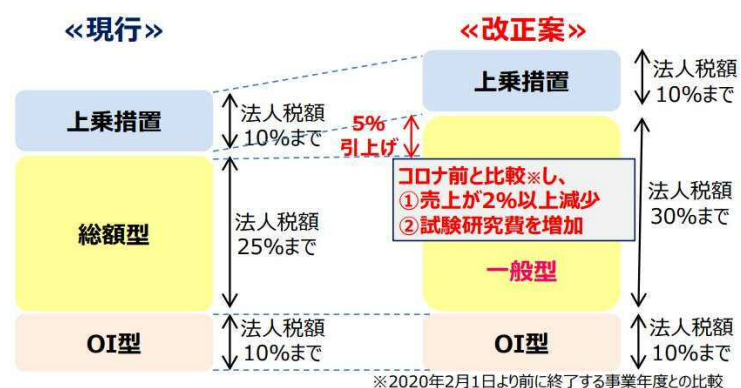 ≪現行≫
≪改正案≫
上乗措置
法人税額
10%まで
総額型
法人税額
25%まで
OI型
法人税額
10%まで
5%
引上げ
上乗措置
法人税額
10%まで
コロナ前と比較※し、
①売上が2%以上減少
②試験研究費を増加
一般型
法人税額
30%まで
OI型
法人税額
10%まで
※2020年2月1日より前に終了する事業年度との比較